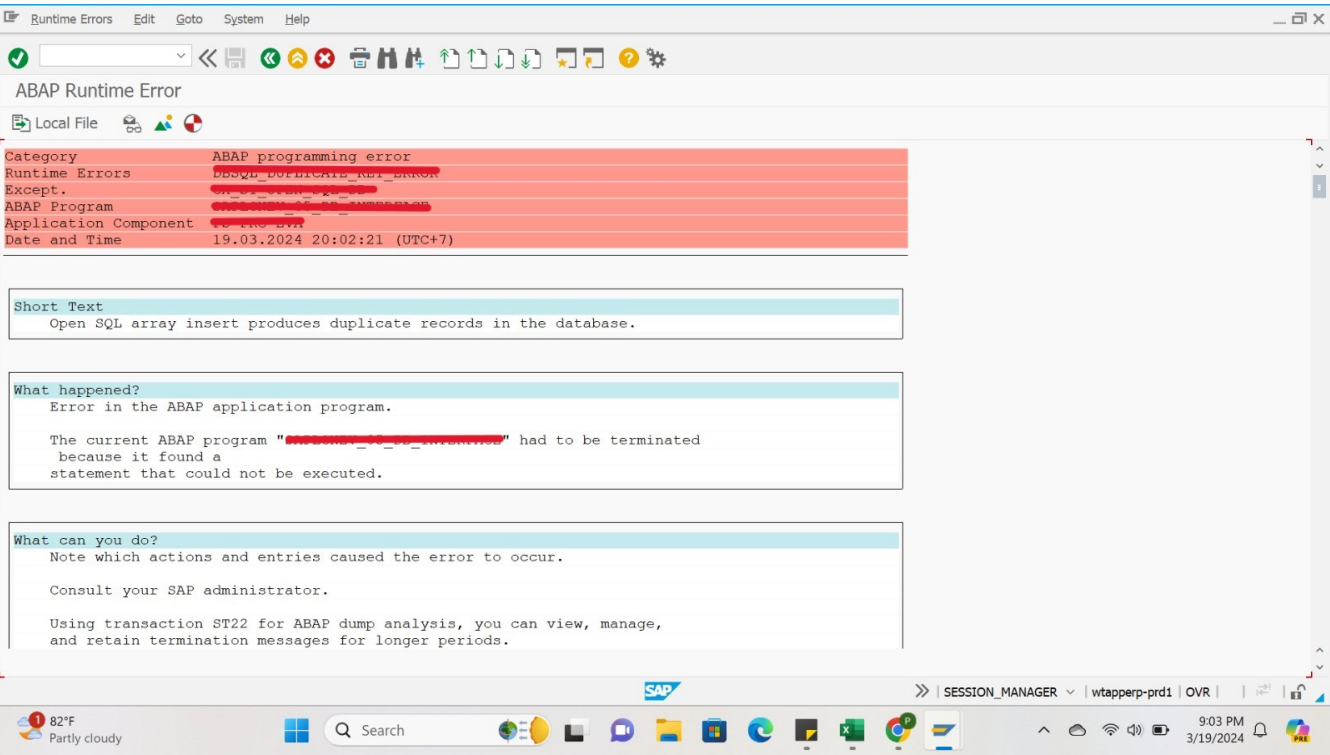 Runtime Errors Edit Goto System Help
ABAP Runtime Error
Local File
Category ABAP programming error
Runtime Errors
Except.
ABAP Program
Application Component
Date and Time 19.03.2024 20:02:21 (UTC+7)
Short Text
Open SQL array insert produces duplicate records in the database.
What happened?
Error in the ABAP application program.
The current ABAP program "" had to be terminated
because it found a
statement that could not be executed.
What can you do?
Note which actions and entries caused the error to occur.
Consult your SAP administrator.
Using transaction ST22 for ABAP dump analysis, you can view, manage,
and retain termination messages for longer periods.
SAP
SESSION_MANAGER wtapperp-prd1 OVR
1
82°F
Partly cloudy
Search
9:03 PM
3/19/2024
PRE